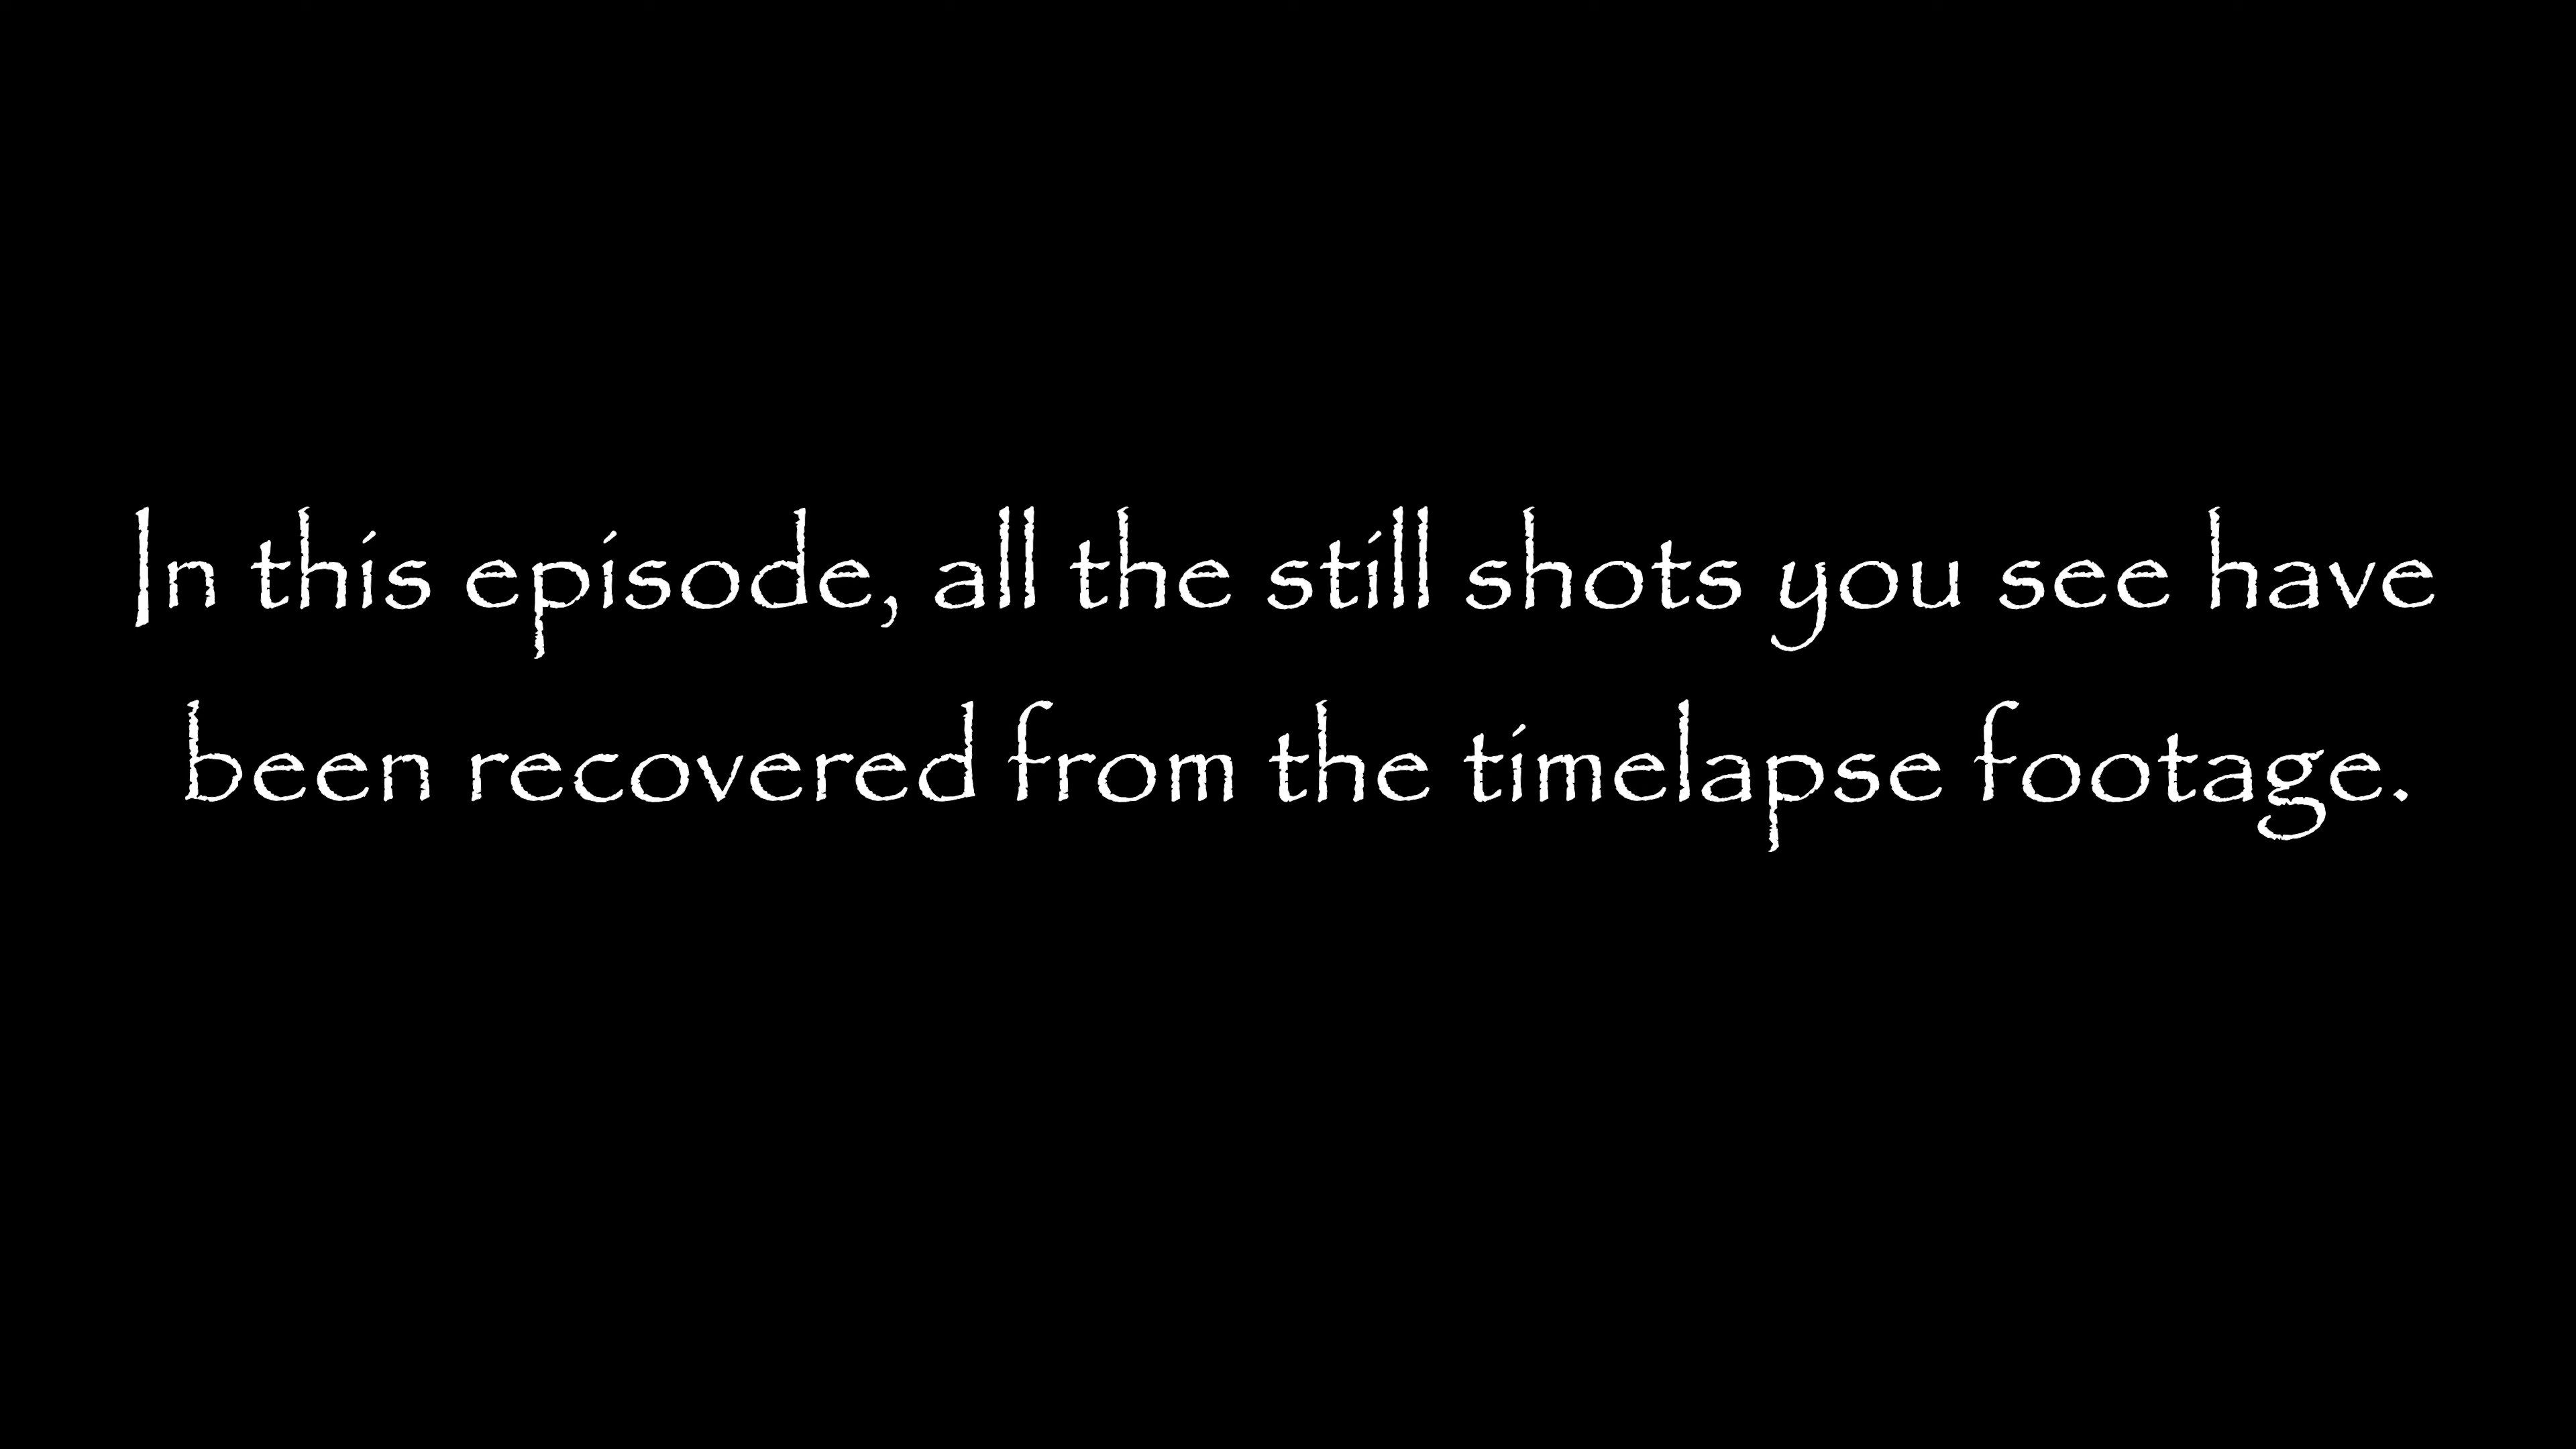 In this episode, all the still shots you see have
been recovered from the timelapse footage.